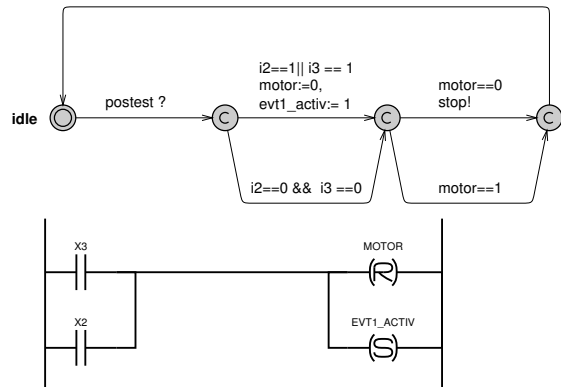 i2==1|| i3 == 1
motor:=0,
evt1_activ:= 1
motor==0
stop!
postest ?
idle
C
C
C
i2==0 && i3 ==0
motor==1
X3
MOTOR
R
X2
EVT1_ACTIV
S